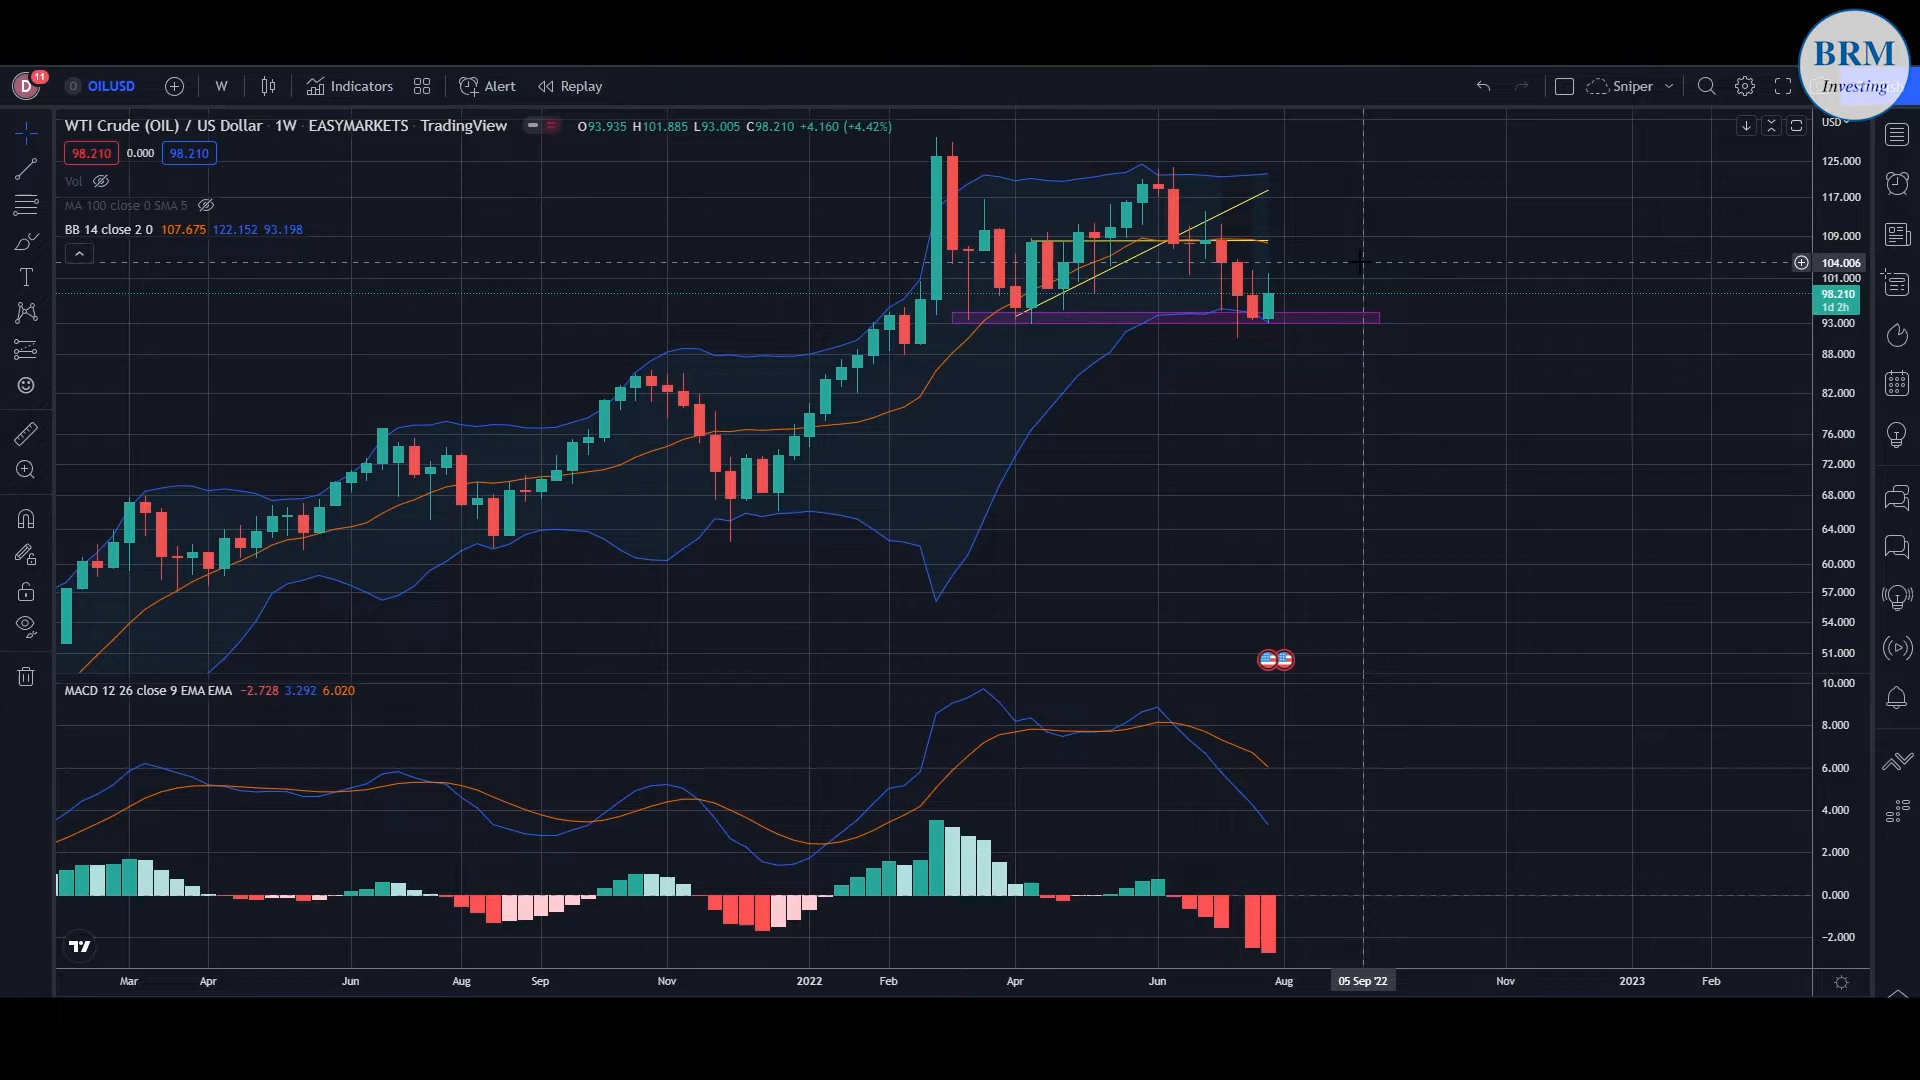 BRM
Investing
D
11
OILUSD
W
Indicators
Alert
Replay
Sniper
WTI Crude (OIL) / US Dollar · 1W · EASYMARKETS · TradingView
O93.935 H101.885 L93.005 C98.210 +4.160 (+4.42%)
98.210 0.000 98.210
Vol
MA 100 close 0 SMA 5
BB 14 close 2 0 107.675 122.152 93.198
USD
125.000
117.000
109.000
104.006
101.000
98.210
1d 2h
93.000
88.000
82.000
76.000
72.000
68.000
64.000
60.000
57.000
54.000
51.000
MACD 12 26 close 9 EMA EMA −2.728 3.292 6.020
10.000
8.000
6.000
4.000
2.000
0.000
−2.000
Mar Apr Jun Aug Sep Nov 2022 Feb Apr Jun Aug 05 Sep '22 Nov 2023 Feb